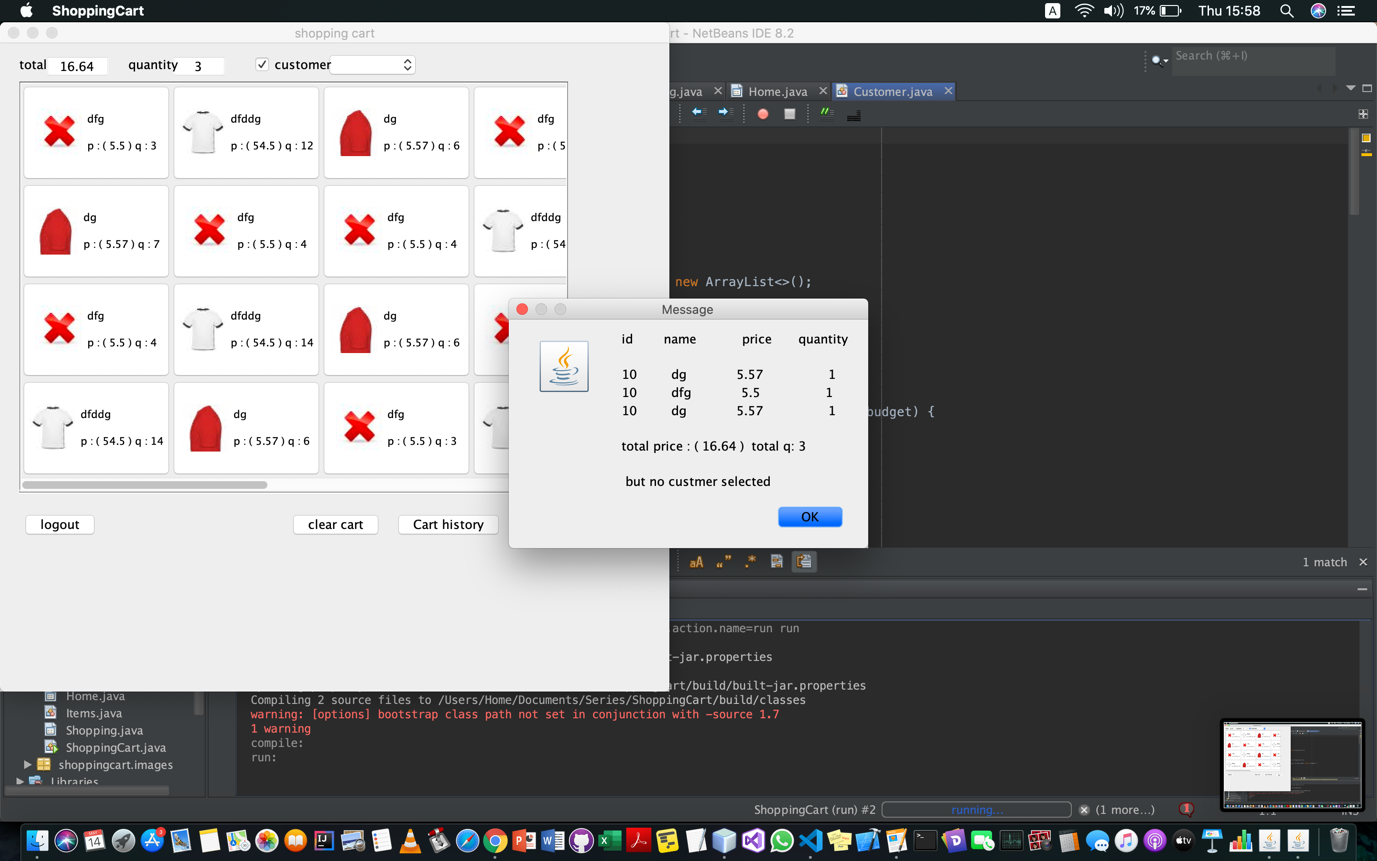 ShoppingCart
A
17%
Thu 15:58
shopping cart
rt - NetBeans IDE 8.2
total 16.64 quantity 3 customer
Search (⌘+I)
g.java Home.java Customer.java
dfg
p : ( 5.5 ) q : 3
dfddg
p : ( 54.5 ) q : 12
dg
p : ( 5.57 ) q : 6
dfg
p : ( 5
dg
p : ( 5.57 ) q : 7
dfg
p : ( 5.5 ) q : 4
dfg
p : ( 5.5 ) q : 4
dfddg
p : ( 54
dfg
p : ( 5.5 ) q : 4
dfddg
p : ( 54.5 ) q : 14
dg
p : ( 5.57 ) q : 6
dfddg
p : ( 54.5 ) q : 14
dg
p : ( 5.57 ) q : 6
dfg
p : ( 5.5 ) q : 3
logout
clear cart
Cart history
new ArrayList<>();
budget) {
Message
id name price quantity
10 dg 5.57 1
10 dfg 5.5 1
10 dg 5.57 1
total price : ( 16.64 ) total q: 3
but no custmer selected
OK
aA
1 match
action.name=run run
t-jar.properties
art/build/built-jar.properties
Compiling 2 source files to /Users/Home/Documents/Series/ShoppingCart/build/classes
warning: [options] bootstrap class path not set in conjunction with -source 1.7
1 warning
compile:
run:
Home.java
Items.java
Shopping.java
ShoppingCart.java
shoppingcart.images
Libraries
ShoppingCart (run) #2
running...
(1 more...)
1:1
INS
14
tv